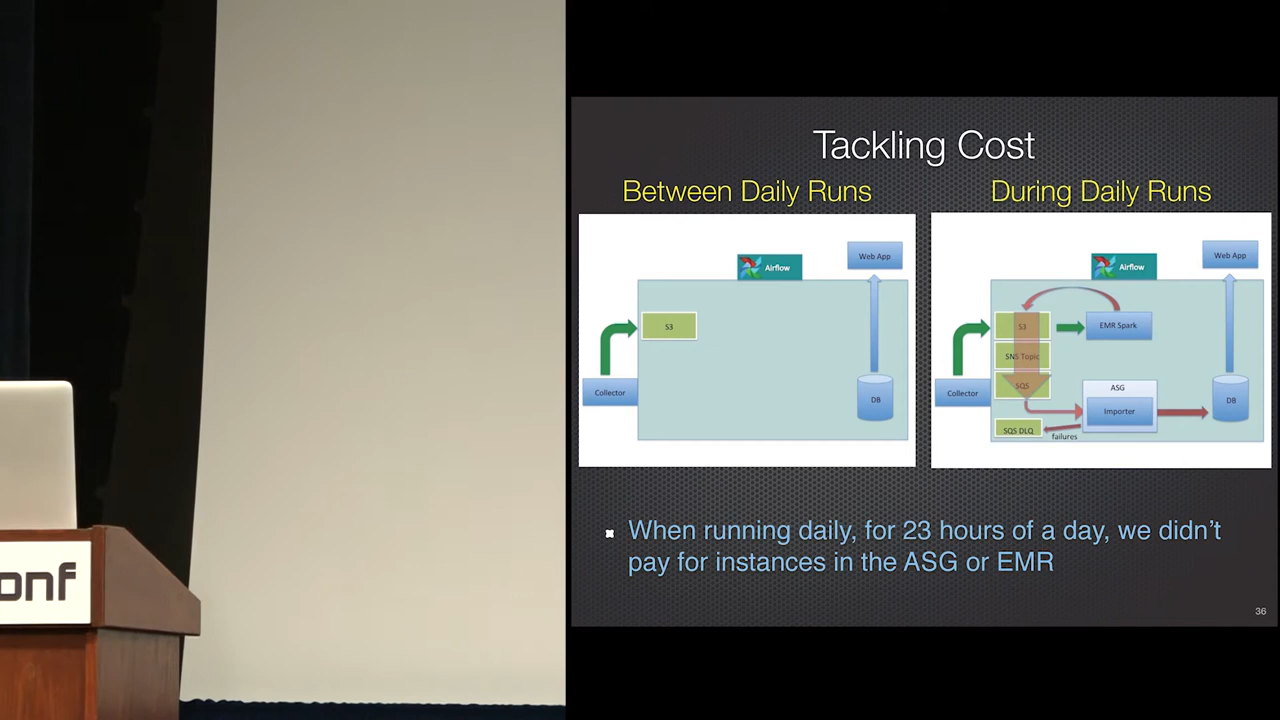 onf
Tackling Cost
Between Daily Runs
During Daily Runs
Airflow
Web App
S3
Collector
DB
Airflow
Web App
S3
EMR Spark
SNS Topic
SQS
Collector
ASG
Importer
DB
SQS DLQ
failures
When running daily, for 23 hours of a day, we didn't
pay for instances in the ASG or EMR
36